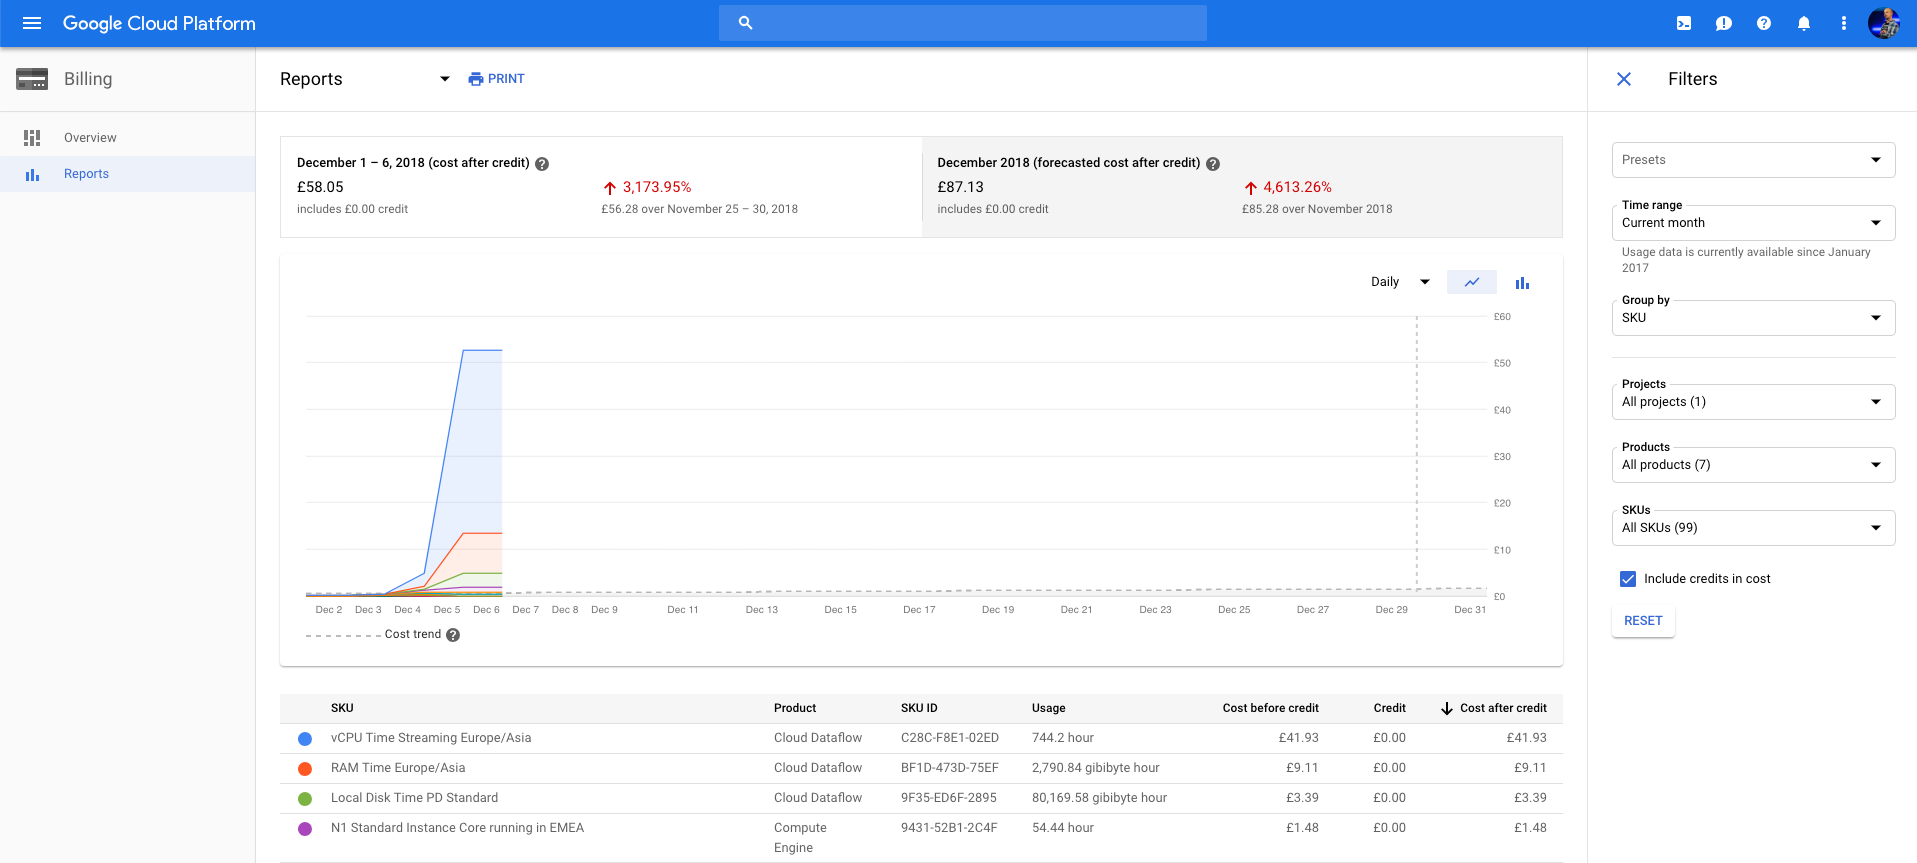 Google Cloud Platform
Billing
Reports
PRINT
Filters
Overview
Reports
December 1 – 6, 2018 (cost after credit)
£58.05
3,173.95%
includes £0.00 credit
£56.28 over November 25 – 30, 2018
December 2018 (forecasted cost after credit)
£87.13
4,613.26%
includes £0.00 credit
£85.28 over November 2018
Daily
£60
£50
£40
£30
£20
£10
£0
Dec 2 Dec 3 Dec 4 Dec 5 Dec 6 Dec 7 Dec 8 Dec 9 Dec 11 Dec 13 Dec 15 Dec 17 Dec 19 Dec 21 Dec 23 Dec 25 Dec 27 Dec 29 Dec 31
Cost trend
SKU Product SKU ID Usage Cost before credit Credit Cost after credit
vCPU Time Streaming Europe/Asia Cloud Dataflow C28C-F8E1-02ED 744.2 hour £41.93 £0.00 £41.93
RAM Time Europe/Asia Cloud Dataflow BF1D-473D-75EF 2,790.84 gibibyte hour £9.11 £0.00 £9.11
Local Disk Time PD Standard Cloud Dataflow 9F35-ED6F-2895 80,169.58 gibibyte hour £3.39 £0.00 £3.39
N1 Standard Instance Core running in EMEA Compute 9431-52B1-2C4F 54.44 hour £1.48 £0.00 £1.48
Engine
Presets
Time range
Current month
Usage data is currently available since January
2017
Group by
SKU
Projects
All projects (1)
Products
All products (7)
SKUs
All SKUs (99)
Include credits in cost
RESET